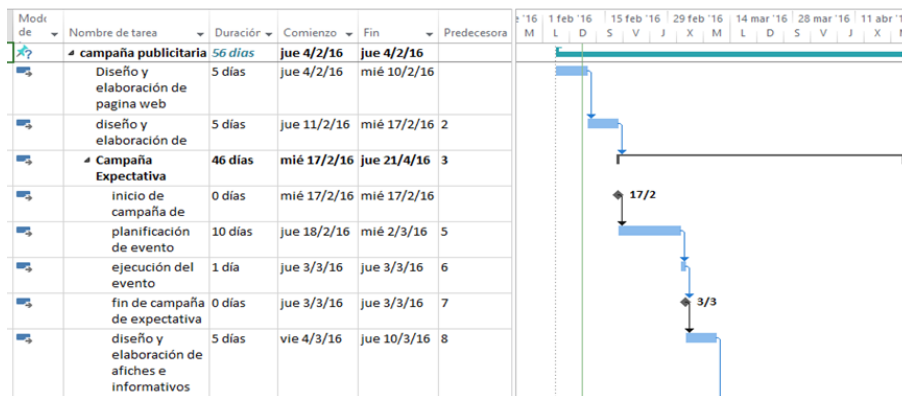 Modo de Nombre de tarea Duración Comienzo Fin Predecesora
'16 1 feb '16 15 feb '16 29 feb '16 14 mar '16 28 mar '16 11 abr '1
M L D S V X M L D S V X
campaña publicitaria 56 dias jue 4/2/16 jue 4/2/16
Diseño y 5 días jue 4/2/16 mié 10/2/16
elaboración de
pagina web
diseño y 5 días jue 11/2/16 mié 17/2/16 2
elaboración de
Campaña 46 días mié 17/2/16 jue 21/4/16 3
Expectativa
inicio de 0 días mié 17/2/16 mié 17/2/16
campaña de
17/2
planificación 10 días jue 18/2/16 mié 2/3/16 5
de evento
ejecución del 1 día jue 3/3/16 jue 3/3/16 6
evento
fin de campaña 0 días jue 3/3/16 jue 3/3/16 7
de expectativa
3/3
diseño y 5 días vie 4/3/16 jue 10/3/16 8
elaboración de
afiches e
informativos